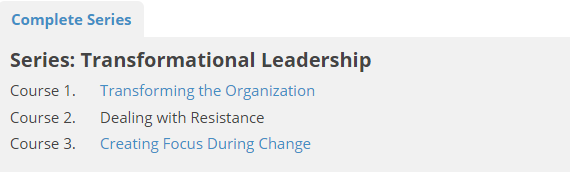 Complete Series
Series: Transformational Leadership
Course 1. Transforming the Organization
Course 2. Dealing with Resistance
Course 3. Creating Focus During Change